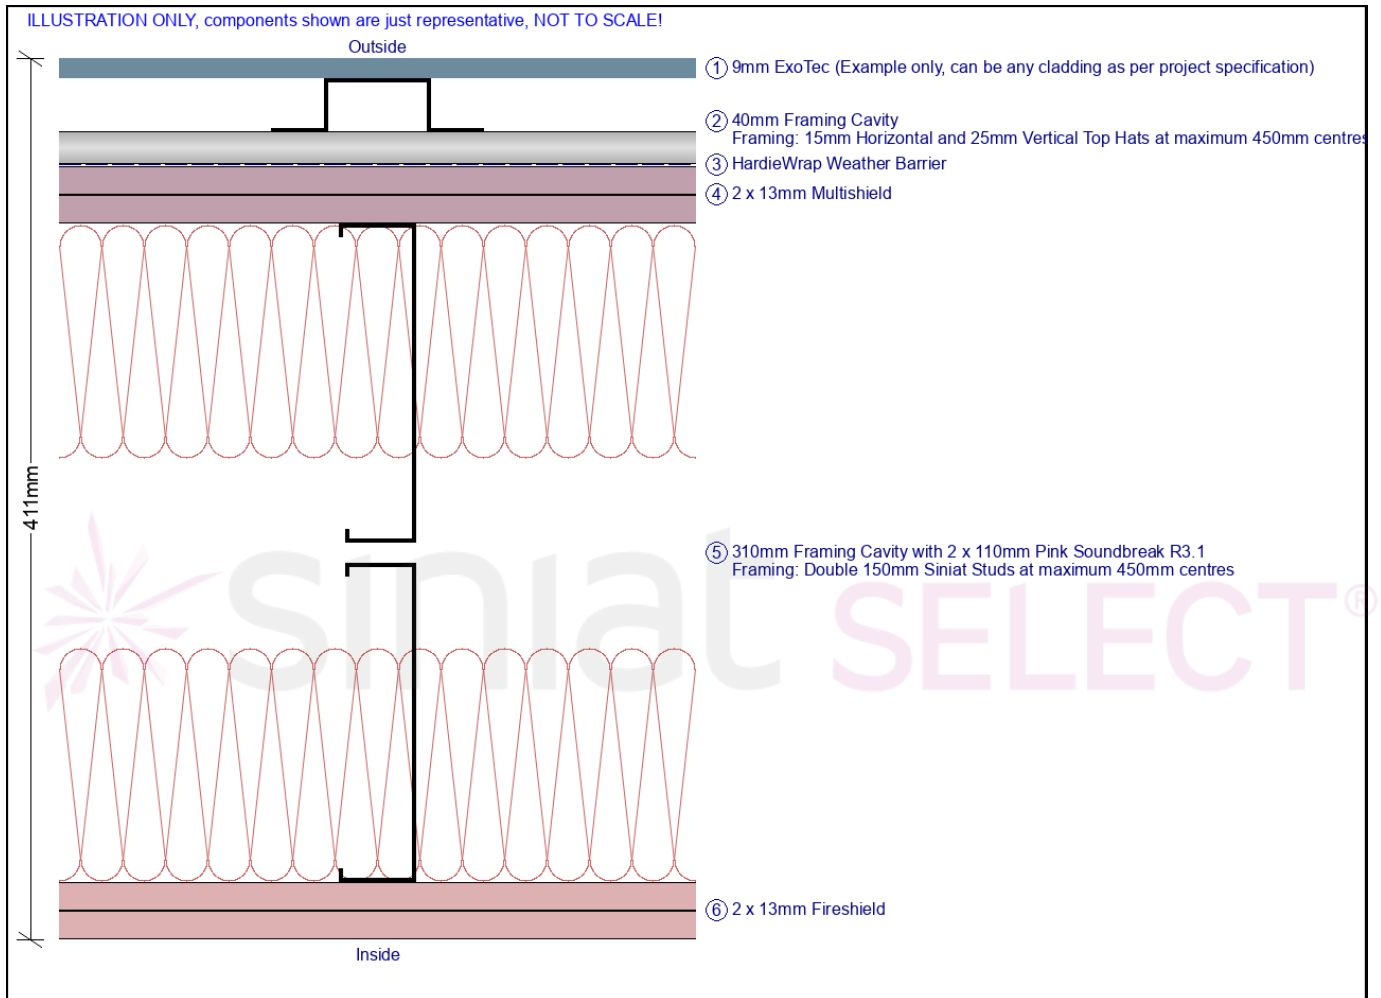 ILLUSTRATION ONLY, components shown are just representative, NOT TO SCALE!
Outside
1 9mm ExoTec (Example only, can be any cladding as per project specification)
2 40mm Framing Cavity
Framing: 15mm Horizontal and 25mm Vertical Top Hats at maximum 450mm centres
3 HardieWrap Weather Barrier
4 2 x 13mm Multishield
411mm
5 310mm Framing Cavity with 2 x 110mm Pink Soundbreak R3.1
Framing: Double 150mm Siniat Studs at maximum 450mm centres
siniat SELECT®
6 2 x 13mm Fireshield
Inside